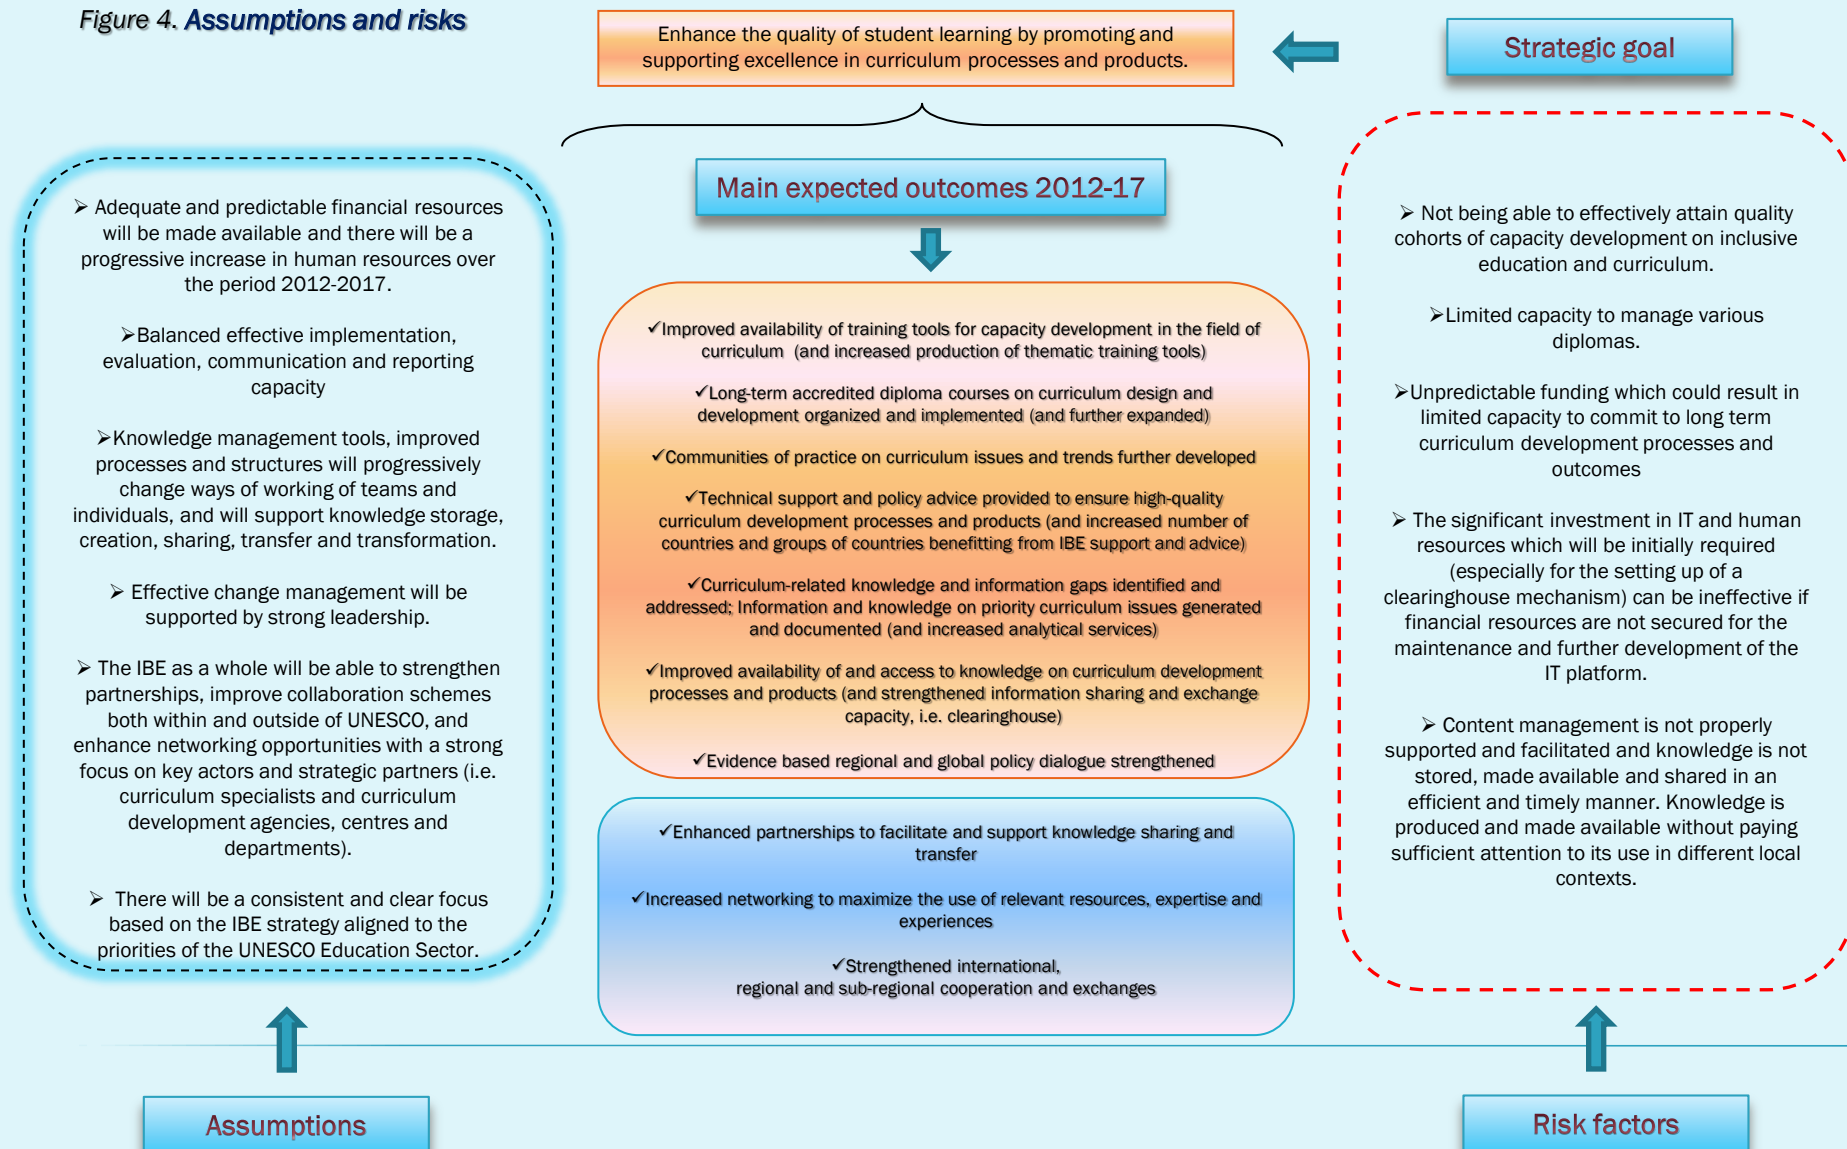 Figure 4. Assumptions and risks
Enhance the quality of student learning by promoting and
supporting excellence in curriculum processes and products.
Strategic goal
Main expected outcomes 2012-17
➢ Adequate and predictable financial resources
will be made available and there will be a
progressive increase in human resources over
the period 2012-2017.
➢Balanced effective implementation,
evaluation, communication and reporting
capacity
➢Knowledge management tools, improved
processes and structures will progressively
change ways of working of teams and
individuals, and will support knowledge storage,
creation, sharing, transfer and transformation.
➢ Effective change management will be
supported by strong leadership.
➢ The IBE as a whole will be able to strengthen
partnerships, improve collaboration schemes
both within and outside of UNESCO, and
enhance networking opportunities with a strong
focus on key actors and strategic partners (i.e.
curriculum specialists and curriculum
development agencies, centres and
departments).
➢ There will be a consistent and clear focus
based on the IBE strategy aligned to the
priorities of the UNESCO Education Sector.
Assumptions
✓Improved availability of training tools for capacity development in the field of
curriculum (and increased production of thematic training tools)
✓Long-term accredited diploma courses on curriculum design and
development organized and implemented (and further expanded)
✓Communities of practice on curriculum issues and trends further developed
✓Technical support and policy advice provided to ensure high-quality
curriculum development processes and products (and increased number of
countries and groups of countries benefitting from IBE support and advice)
✓Curriculum-related knowledge and information gaps identified and
addressed; Information and knowledge on priority curriculum issues generated
and documented (and increased analytical services)
✓Improved availability of and access to knowledge on curriculum development
processes and products (and strengthened information sharing and exchange
capacity, i.e. clearinghouse)
✓Evidence based regional and global policy dialogue strengthened
✓Enhanced partnerships to facilitate and support knowledge sharing and
transfer
✓Increased networking to maximize the use of relevant resources, expertise and
experiences
✓Strengthened international,
regional and sub-regional cooperation and exchanges
➢ Not being able to effectively attain quality
cohorts of capacity development on inclusive
education and curriculum.
➢Limited capacity to manage various
diplomas.
➢Unpredictable funding which could result in
limited capacity to commit to long term
curriculum development processes and
outcomes
➢ The significant investment in IT and human
resources which will be initially required
(especially for the setting up of a
clearinghouse mechanism) can be ineffective if
financial resources are not secured for the
maintenance and further development of the
IT platform.
➢ Content management is not properly
supported and facilitated and knowledge is not
stored, made available and shared in an
efficient and timely manner. Knowledge is
produced and made available without paying
sufficient attention to its use in different local
contexts.
Risk factors